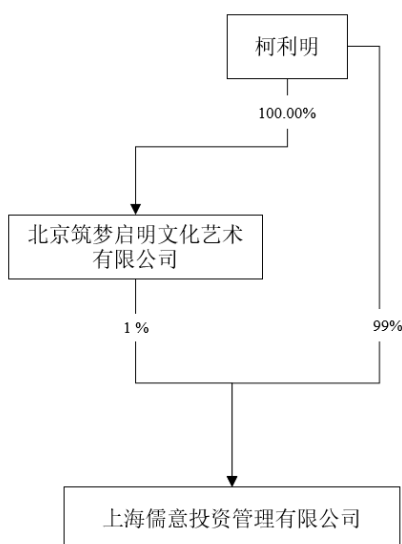 柯利明
100.00%
北京筑梦启明文化艺术
有限公司
1 %
99%
上海儒意投资管理有限公司